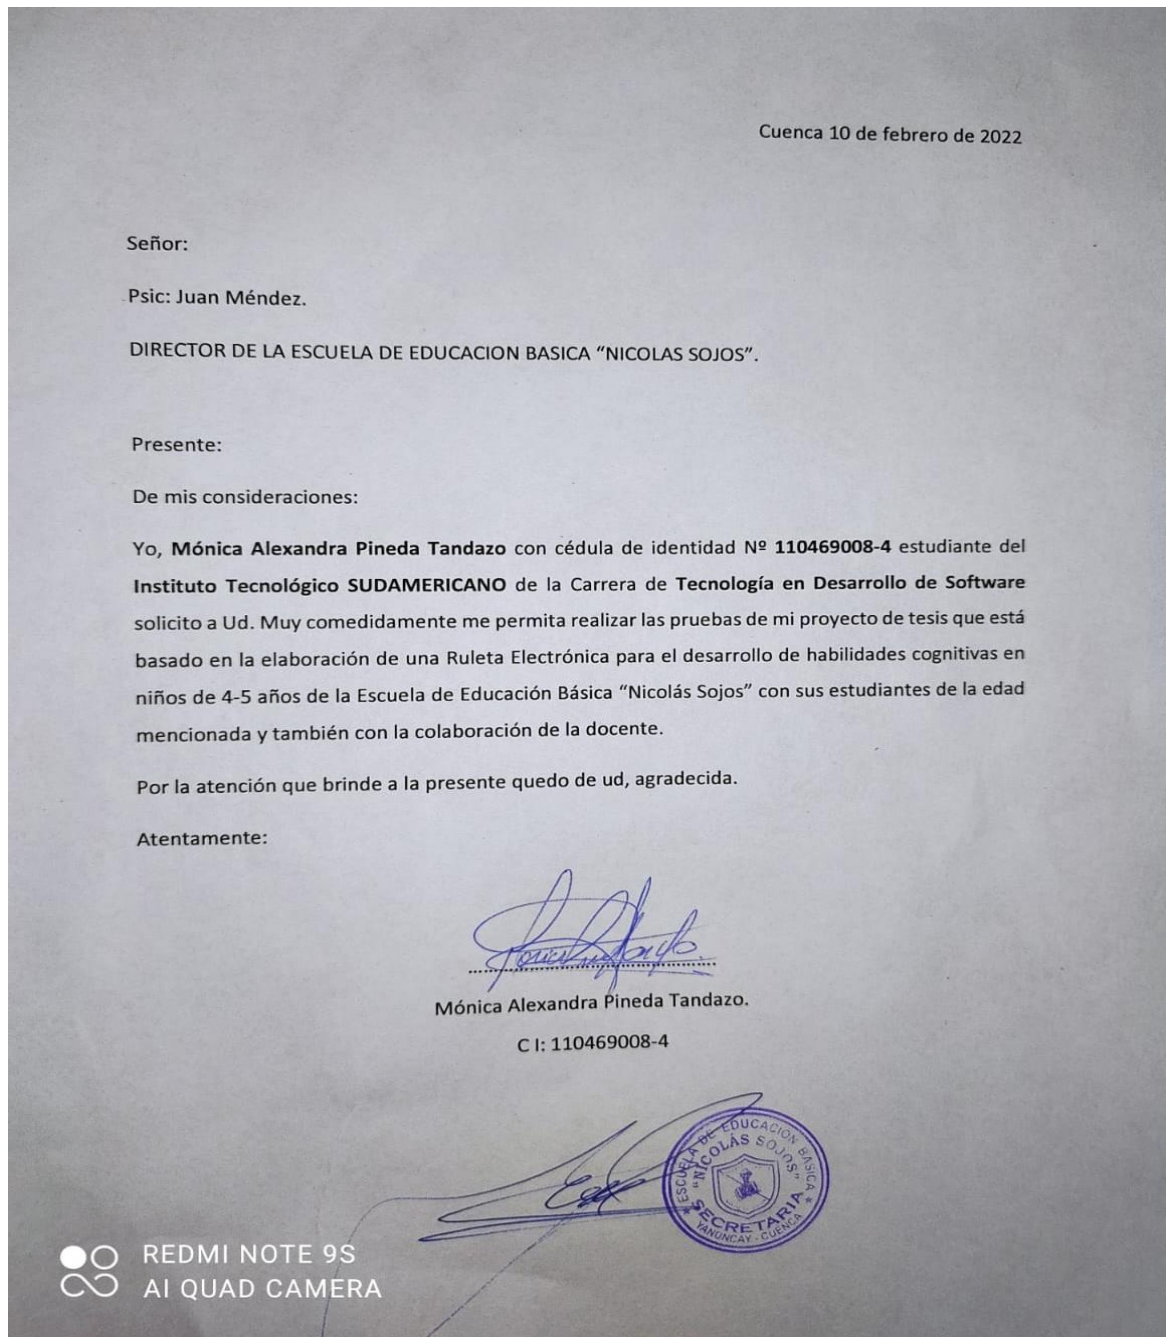 Cuenca 10 de febrero de 2022
Señor:
Psic: Juan Méndez.
DIRECTOR DE LA ESCUELA DE EDUCACION BASICA “NICOLAS SOJOS”.
Presente:
De mis consideraciones:
Yo, Mónica Alexandra Pineda Tandazo con cédula de identidad Nº 110469008-4 estudiante del
Instituto Tecnológico SUDAMERICANO de la Carrera de Tecnología en Desarrollo de Software
solicito a Ud. Muy comedidamente me permita realizar las pruebas de mi proyecto de tesis que está
basado en la elaboración de una Ruleta Electrónica para el desarrollo de habilidades cognitivas en
niños de 4-5 años de la Escuela de Educación Básica “Nicolás Sojos” con sus estudiantes de la edad
mencionada y también con la colaboración de la docente.
Por la atención que brinde a la presente quedo de ud, agradecida.
Atentamente:
Mónica Alexandra Pineda Tandazo.
C I: 110469008-4
ESCUELA DE EDUCACIÓN BASICA
"NICOLÁS SOJOS"
SECRETARIA
YANUNCAY - CUENCA
REDMI NOTE 9S
AI QUAD CAMERA